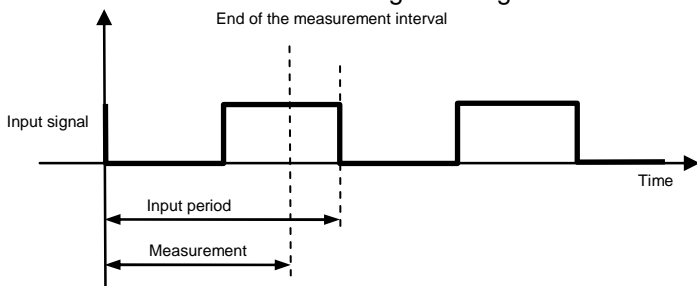 End of the measurement interval
Input signal
Time
Input period
Measurement